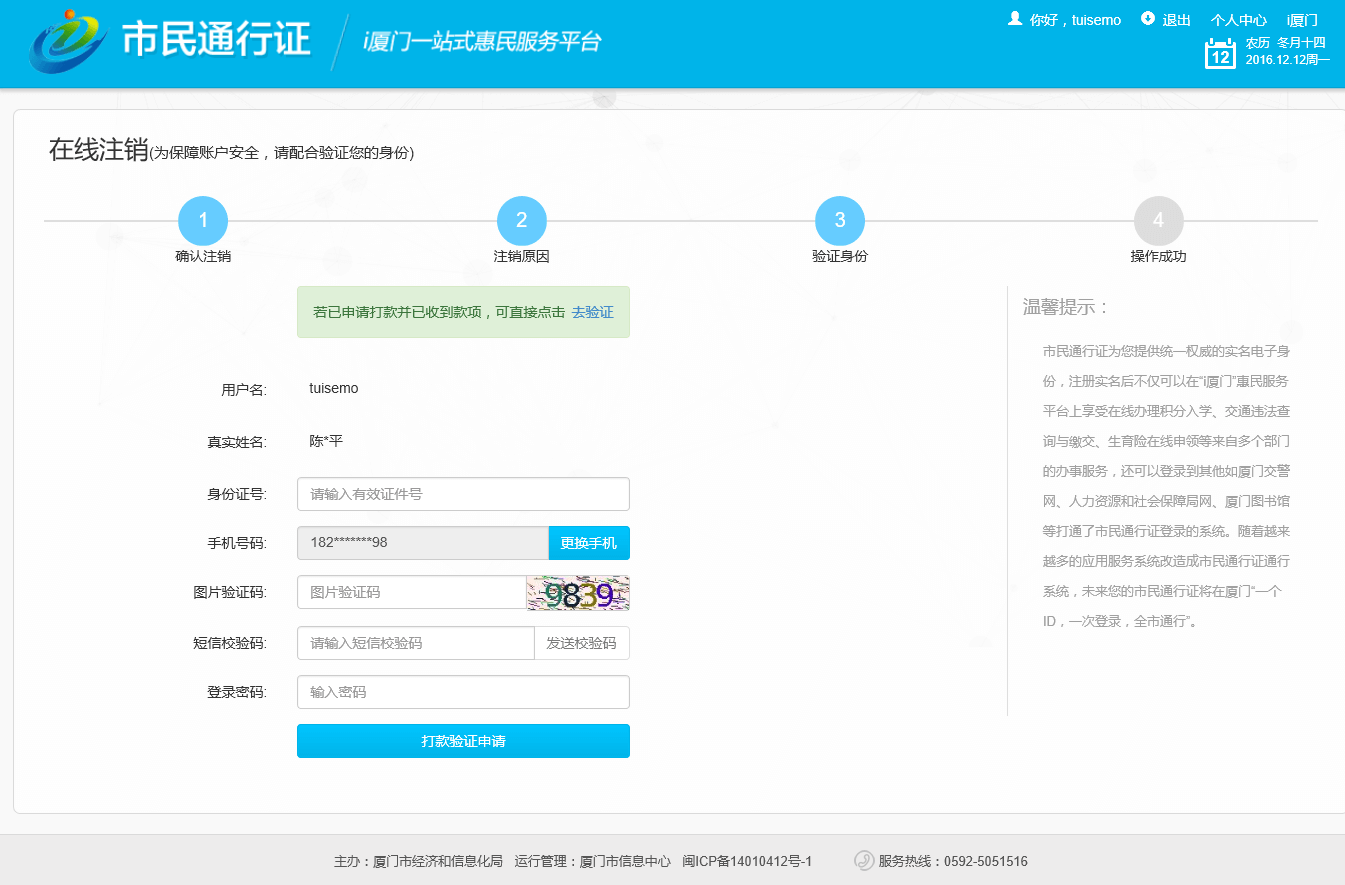 市民通行证
i厦门一站式惠民服务平台
你好，tuisemo 退出 个人中心 i厦门
12
农历 冬月十四
2016.12.12周一
在线注销(为保障账户安全，请配合验证您的身份)
1
2
3
4
确认注销
注销原因
验证身份
操作成功
若已申请打款并已收到款项，可直接点击 去验证
用户名: tuisemo
真实姓名: 陈*平
身份证号: 请输入有效证件号
手机号码: 182*******98 更换手机
图片验证码: 图片验证码 9839
短信校验码: 请输入短信校验码 发送校验码
登录密码: 输入密码
打款验证申请
温馨提示：
市民通行证为您提供统一权威的实名电子身
份，注册实名后不仅可以在“i厦门”惠民服务
平台上享受在线办理积分入学、交通违法查
询与缴交、生育险在线申领等来自多个部门
的办事服务，还可以登录到其他如厦门交警
网、人力资源和社会保障局网、厦门图书馆
等打通了市民通行证登录的系统。随着越来
越多的应用服务系统改造成市民通行证通行
系统，未来您的市民通行证将在厦门“一个
ID，一次登录，全市通行”。
主办：厦门市经济和信息化局 运行管理：厦门市信息中心 闽ICP备14010412号-1 服务热线：0592-5051516